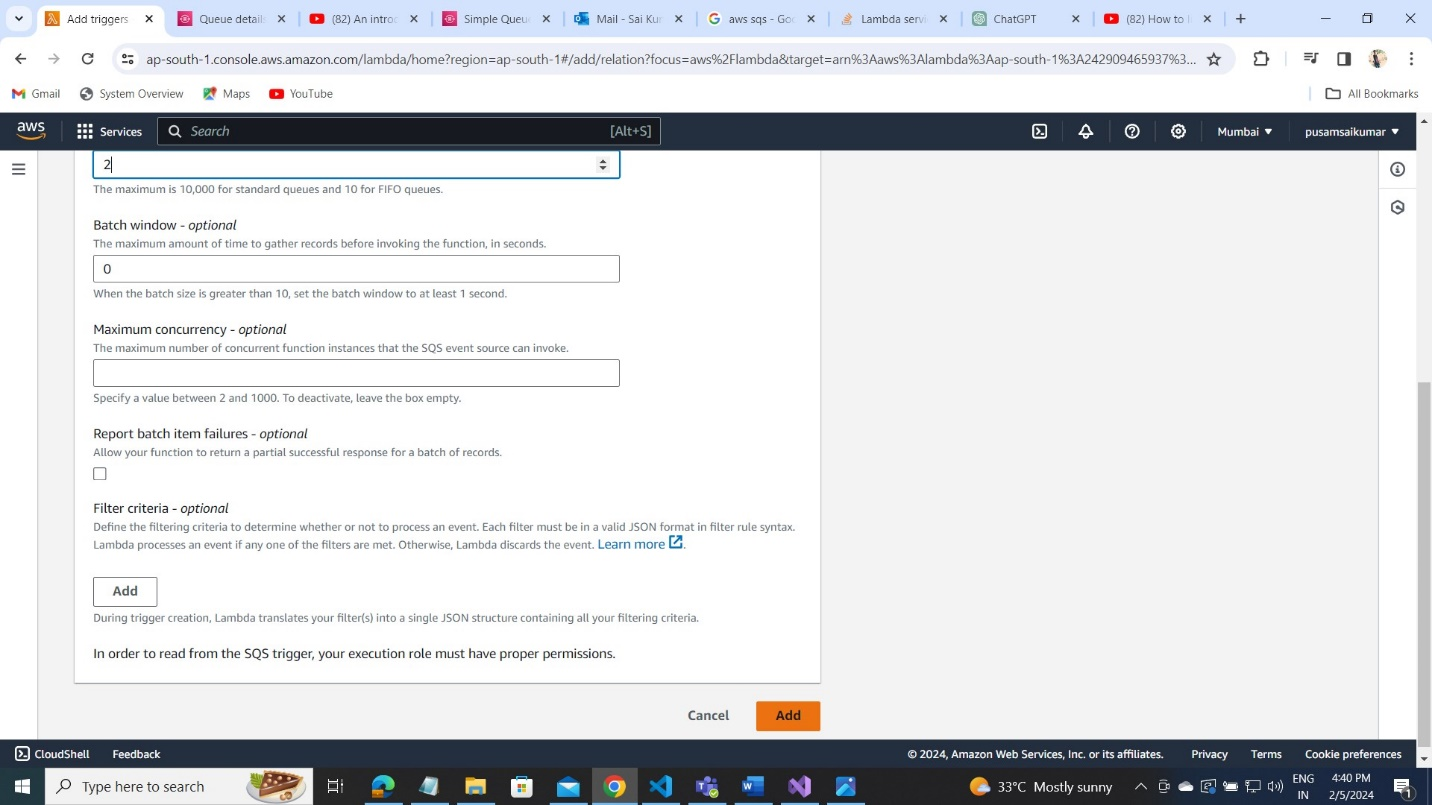 Add triggers
Queue detail
(82) An intro
Simple Queu
Mail - Sai Kur
aws sqs - Goo
Lambda servi
ChatGPT
(82) How to
ap-south-1.console.aws.amazon.com/lambda/home?region=ap-south-1#/add/relation?focus=aws%2Flambda&target=arn%3Aaws%3Alambda%3Aap-south-1%3A242909465937%3...
Gmail
System Overview
Maps
YouTube
All Bookmarks
aws
Services
Search
[Alt+S]
Mumbai
pusamsaikumar
2
The maximum is 10,000 for standard queues and 10 for FIFO queues.
Batch window - optional
The maximum amount of time to gather records before invoking the function, in seconds.
0
When the batch size is greater than 10, set the batch window to at least 1 second.
Maximum concurrency - optional
The maximum number of concurrent function instances that the SQS event source can invoke.
Specify a value between 2 and 1000. To deactivate, leave the box empty.
Report batch item failures - optional
Allow your function to return a partial successful response for a batch of records.
Filter criteria - optional
Define the filtering criteria to determine whether or not to process an event. Each filter must be in a valid JSON format in filter rule syntax.
Lambda processes an event if any one of the filters are met. Otherwise, Lambda discards the event. Learn more.
Add
During trigger creation, Lambda translates your filter(s) into a single JSON structure containing all your filtering criteria.
In order to read from the SQS trigger, your execution role must have proper permissions.
Cancel
Add
CloudShell
Feedback
© 2024, Amazon Web Services, Inc. or its affiliates.
Privacy
Terms
Cookie preferences
Type here to search
33°C Mostly sunny
ENG
IN
4:40 PM
2/5/2024
1